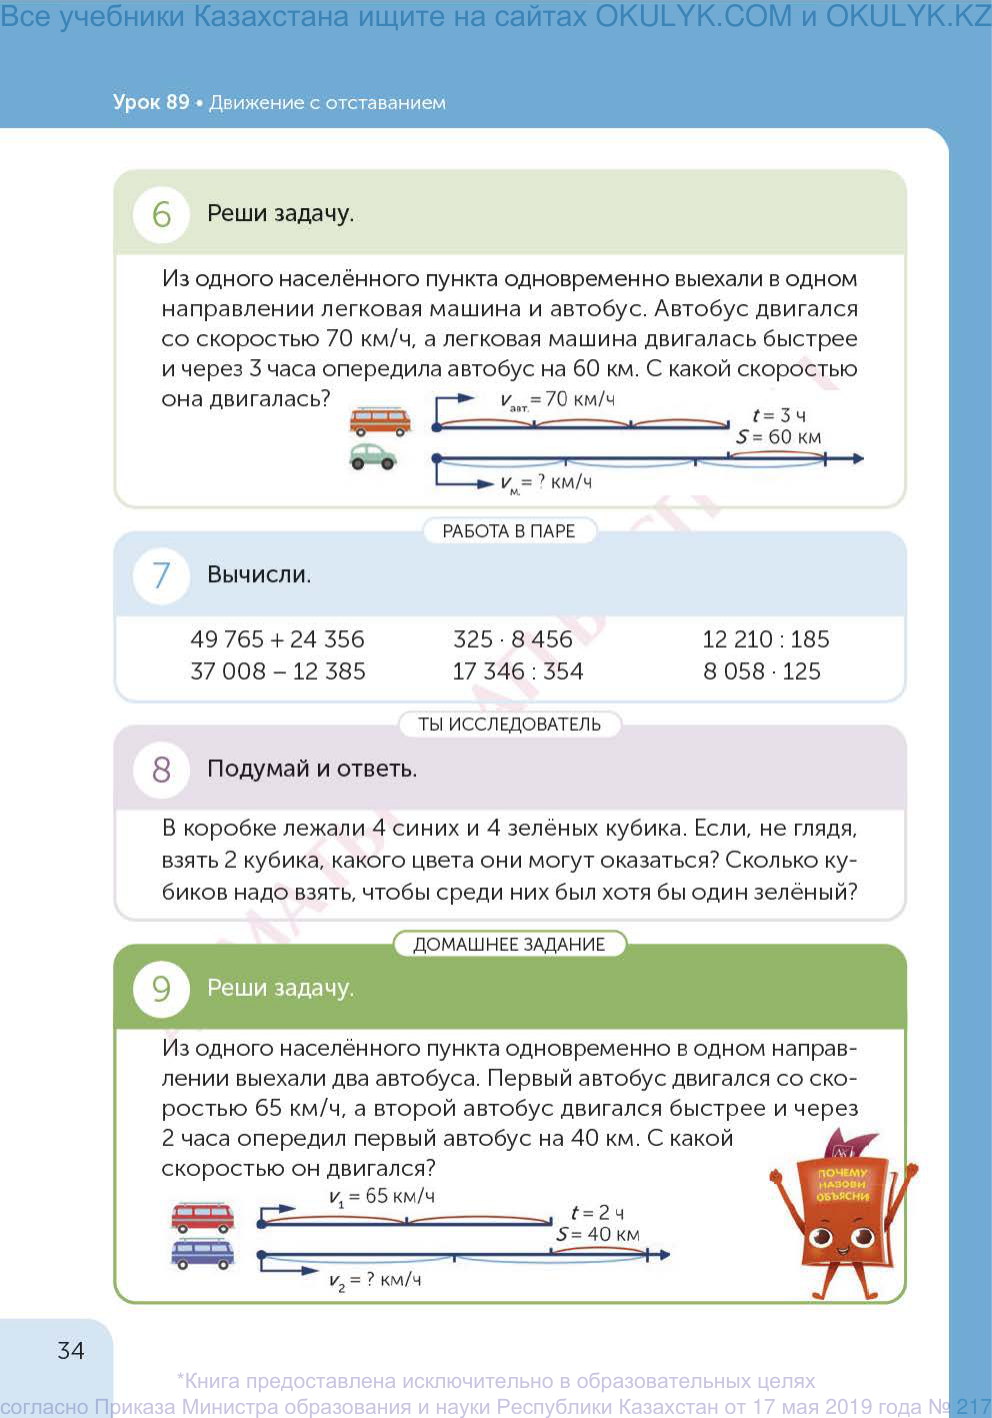 Все учебники Казахстана ищите на сайтах OKULYK.COM и OKULYK.KZ
Урок 89 • Движение с отставанием
6 Реши задачу.
Из одного населённого пункта одновременно выехали в одном
направлении легковая машина и автобус. Автобус двигался
со скоростью 70 км/ч, а легковая машина двигалась быстрее
и через 3 часа опередила автобус на 60 км. С какой скоростью
она двигалась?
vавт. = 70 км/ч
t = 3 ч
S = 60 км
vм. = ? км/ч
РАБОТА В ПАРЕ
7 Вычисли.
49 765 + 24 356 325 · 8 456 12 210 : 185
37 008 – 12 385 17 346 : 354 8 058 · 125
ТЫ ИССЛЕДОВАТЕЛЬ
8 Подумай и ответь.
В коробке лежали 4 синих и 4 зелёных кубика. Если, не глядя,
взять 2 кубика, какого цвета они могут оказаться? Сколько ку-
биков надо взять, чтобы среди них был хотя бы один зелёный?
ДОМАШНЕЕ ЗАДАНИЕ
9 Реши задачу.
Из одного населённого пункта одновременно в одном направ-
лении выехали два автобуса. Первый автобус двигался со ско-
ростью 65 км/ч, а второй автобус двигался быстрее и через
2 часа опередил первый автобус на 40 км. С какой
скоростью он двигался?
ПОЧЕМУ
НАЗОВИ
ОБЪЯСНИ
v1 = 65 км/ч
t = 2 ч
S = 40 км
v2 = ? км/ч
34
*Книга предоставлена исключительно в образовательных целях
согласно Приказа Министра образования и науки Республики Казахстан от 17 мая 2019 года № 217